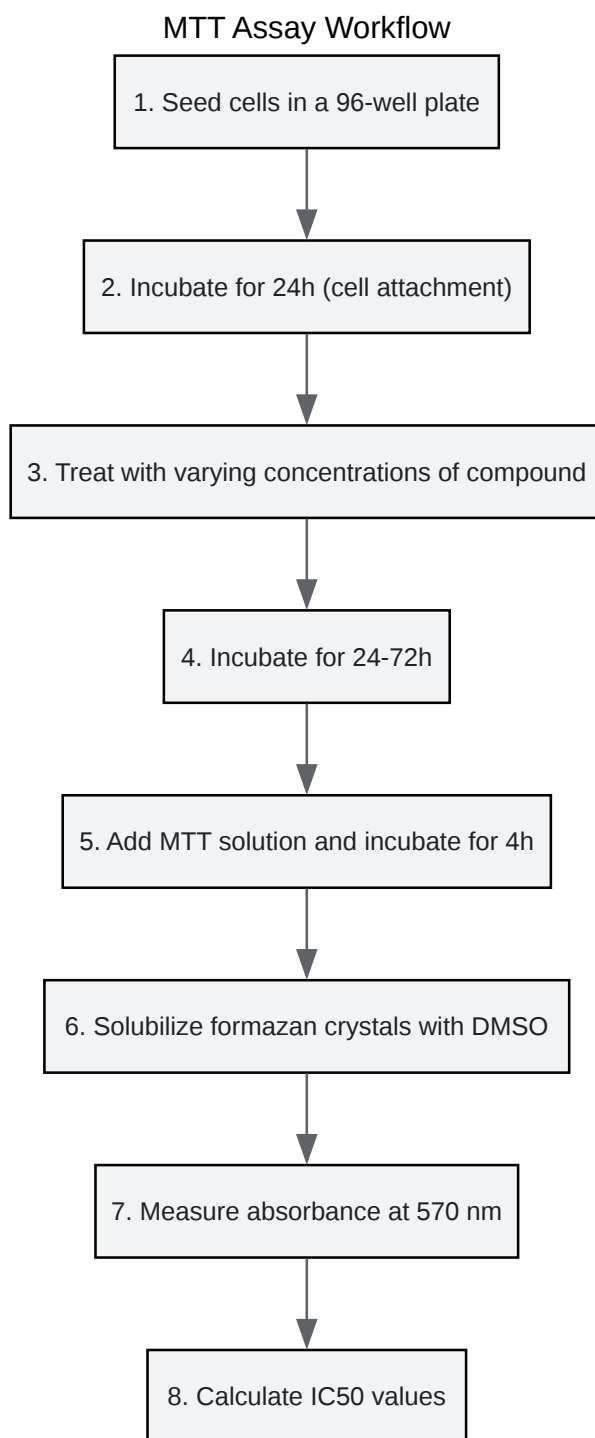 MTT Assay Workflow
1. Seed cells in a 96-well plate
2. Incubate for 24h (cell attachment)
3. Treat with varying concentrations of compound
4. Incubate for 24-72h
5. Add MTT solution and incubate for 4h
6. Solubilize formazan crystals with DMSO
7. Measure absorbance at 570 nm
8. Calculate IC50 values